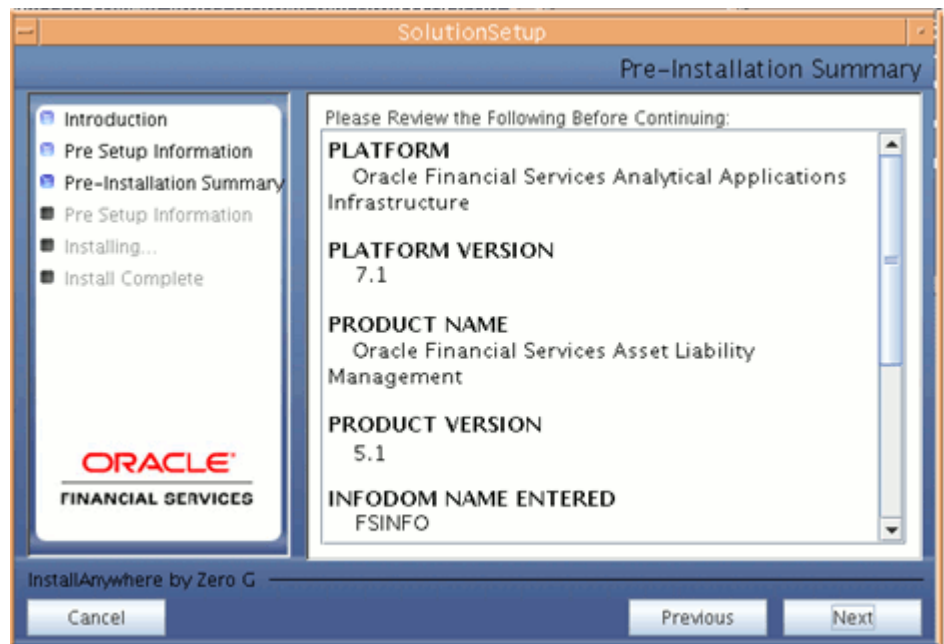 SolutionSetup
Pre-Installation Summary
Introduction
Pre Setup Information
Pre-Installation Summary
Pre Setup Information
Installing...
Install Complete
ORACLE
FINANCIAL SERVICES
Please Review the Following Before Continuing:
PLATFORM
Oracle Financial Services Analytical Applications
Infrastructure
PLATFORM VERSION
7.1
PRODUCT NAME
Oracle Financial Services Asset Liability
Management
PRODUCT VERSION
5.1
INFODOM NAME ENTERED
FSINFO
InstallAnywhere by Zero G
Cancel
Previous
Next